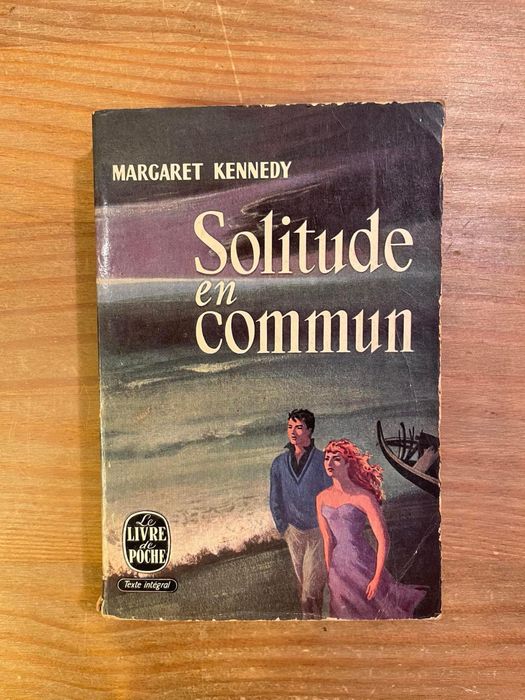 MARGARET KENNEDY
Solitude
en
commun
Le
LIVRE
de
POCHE
Texte intégral